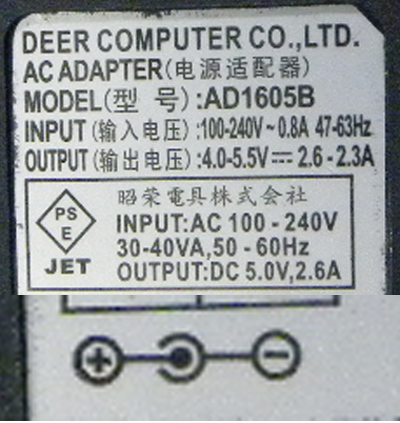 DEER COMPUTER CO.,LTD.
AC ADAPTER(电源适配器)
MODEL(型 号):AD1605B
INPUT (输入电压):100-240V~0.8A 47-63Hz
OUTPUT (输出电压):4.0-5.5V⎓2.6-2.3A
昭荣電具株式会社
PS
E
JET
INPUT:AC 100-240V
30-40VA,50-60Hz
OUTPUT:DC 5.0V,2.6A
+ −